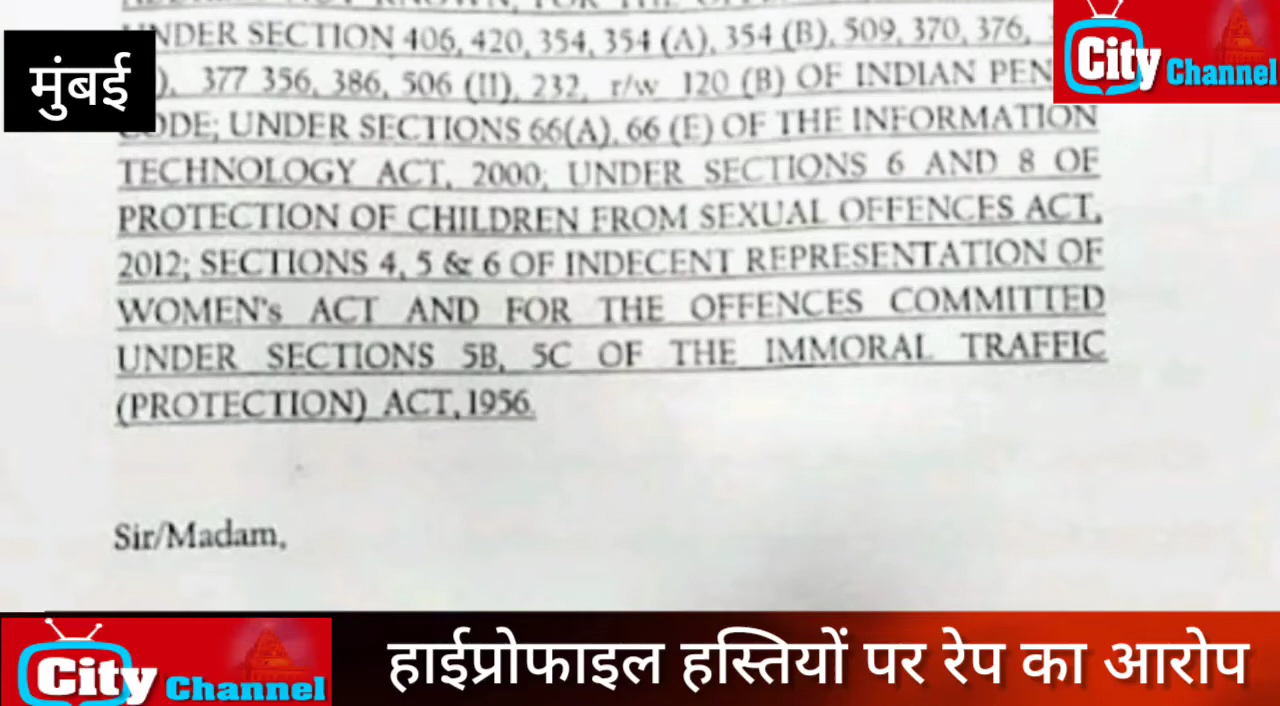 UNDER SECTION 406, 420, 354, 354 (A), 354 (B), 509, 370, 376,
), 377 356, 386, 506 (II), 232, r/w 120 (B) OF INDIAN PEN
CODE; UNDER SECTIONS 66(A), 66 (E) OF THE INFORMATION
TECHNOLOGY ACT, 2000; UNDER SECTIONS 6 AND 8 OF
PROTECTION OF CHILDREN FROM SEXUAL OFFENCES ACT,
2012; SECTIONS 4, 5 & 6 OF INDECENT REPRESENTATION OF
WOMEN's ACT AND FOR THE OFFENCES COMMITTED
UNDER SECTIONS 5B, 5C OF THE IMMORAL TRAFFIC
(PROTECTION) ACT, 1956.
Sir/Madam,
मुंबई
City Channel
City Channel
हाईप्रोफाइल हस्तियों पर रेप का आरोप